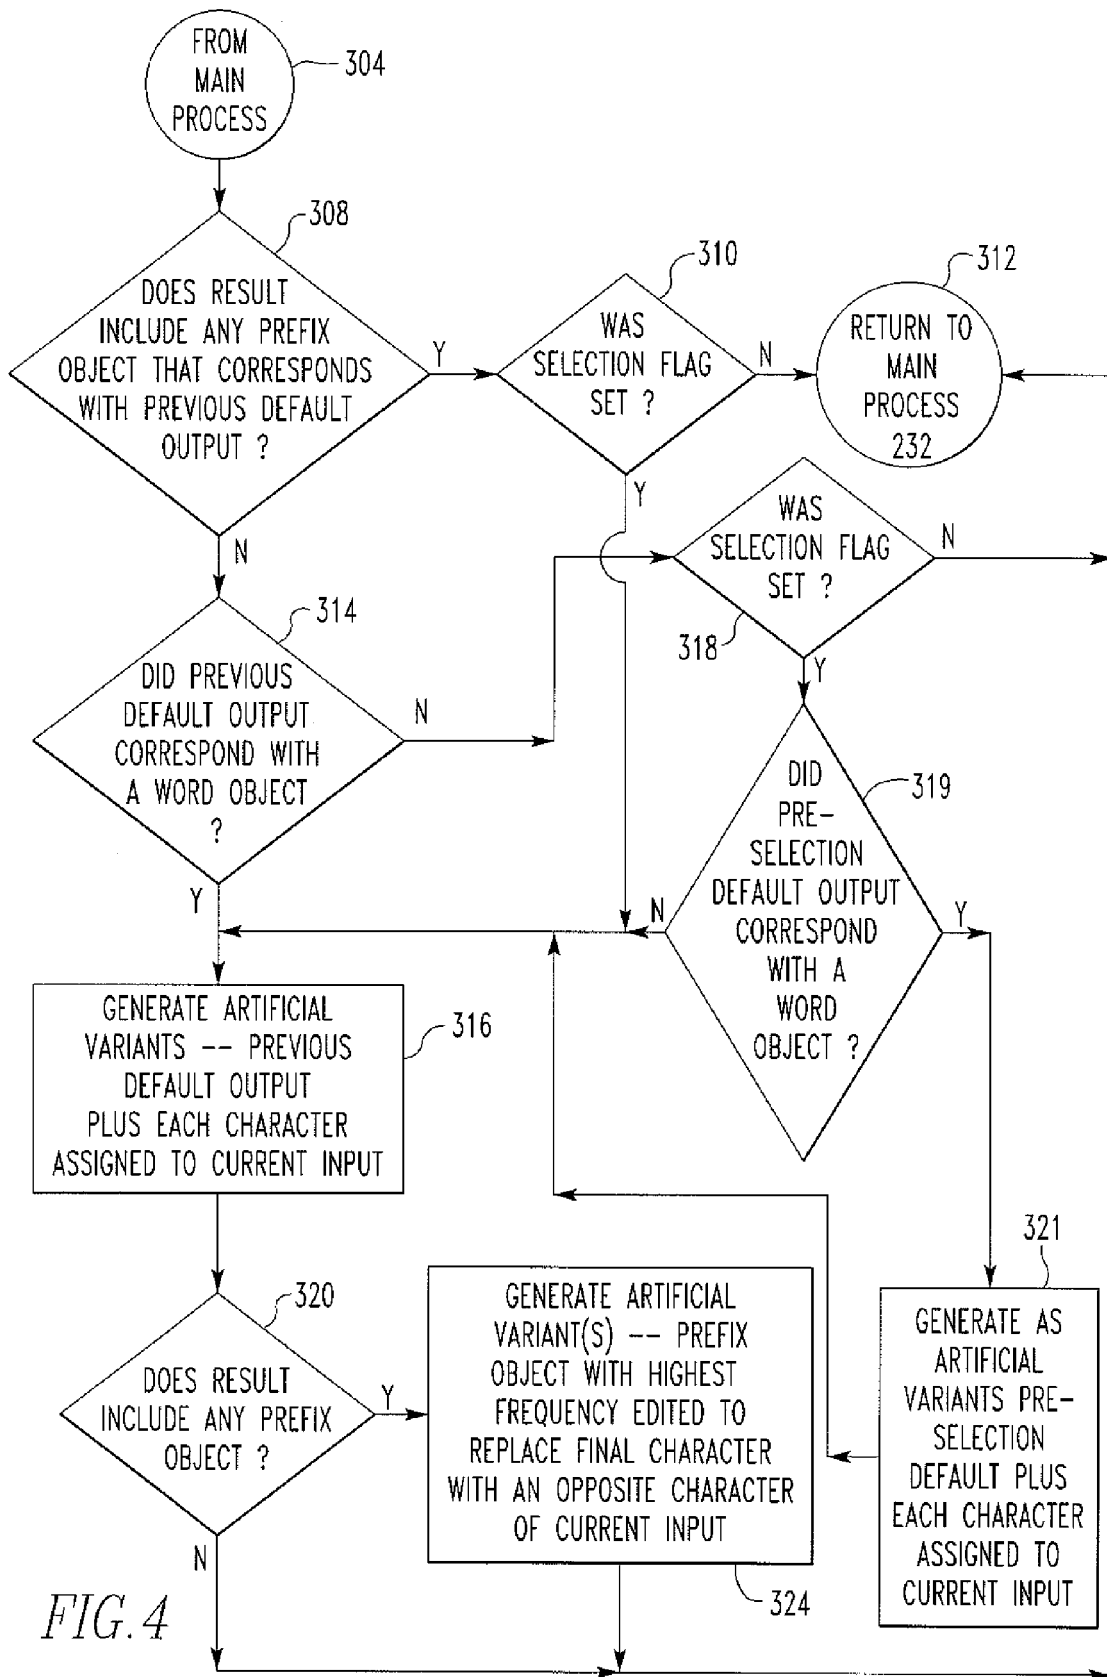 FROM
MAIN
PROCESS
304
308
DOES RESULT
INCLUDE ANY PREFIX
OBJECT THAT CORRESPONDS
WITH PREVIOUS DEFAULT
OUTPUT ?
Y
N
310
WAS
SELECTION FLAG
SET ?
N
Y
312
RETURN TO
MAIN
PROCESS
232
314
DID PREVIOUS
DEFAULT OUTPUT
CORRESPOND WITH
A WORD OBJECT
?
N
Y
WAS
SELECTION FLAG
SET ?
N
318
Y
DID
PRE-
SELECTION
DEFAULT OUTPUT
CORRESPOND
WITH A
WORD
OBJECT ?
319
N
Y
GENERATE ARTIFICIAL
VARIANTS -- PREVIOUS
DEFAULT OUTPUT
PLUS EACH CHARACTER
ASSIGNED TO CURRENT INPUT
316
320
DOES RESULT
INCLUDE ANY PREFIX
OBJECT ?
Y
N
GENERATE ARTIFICIAL
VARIANT(S) -- PREFIX
OBJECT WITH HIGHEST
FREQUENCY EDITED TO
REPLACE FINAL CHARACTER
WITH AN OPPOSITE CHARACTER
OF CURRENT INPUT
324
321
GENERATE AS
ARTIFICIAL
VARIANTS PRE-
SELECTION
DEFAULT PLUS
EACH CHARACTER
ASSIGNED TO
CURRENT INPUT
FIG.4